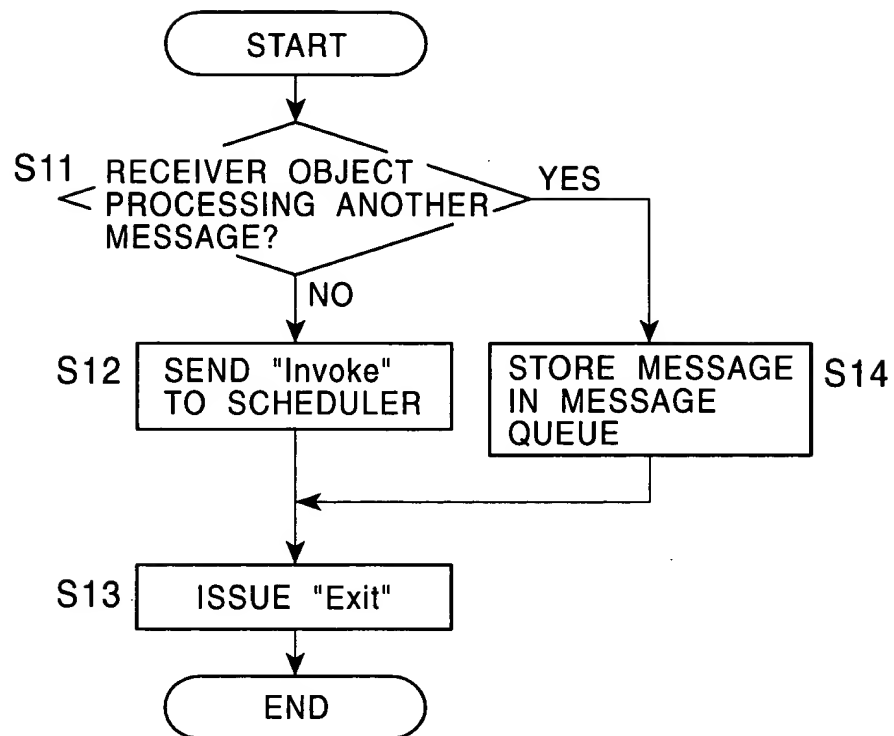 START
S11
RECEIVER OBJECT
PROCESSING ANOTHER
MESSAGE?
YES
NO
S12
SEND "Invoke"
TO SCHEDULER
STORE MESSAGE
IN MESSAGE
QUEUE
S14
S13
ISSUE "Exit"
END